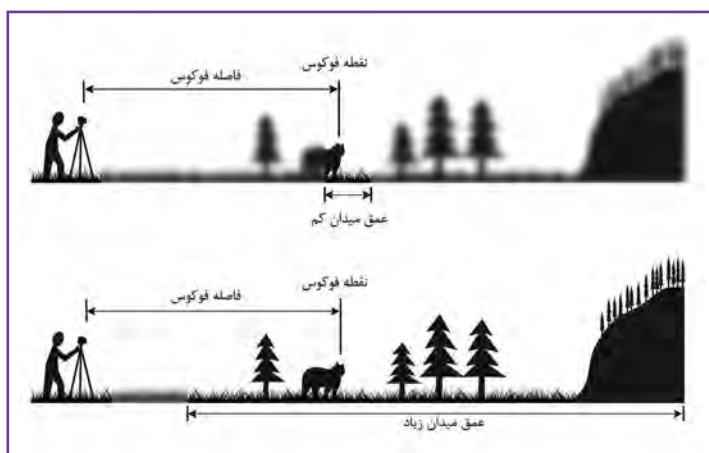 نقطه فوکوس
فاصله فوکوس
عمق میدان کم
نقطه فوکوس
فاصله فوکوس
عمق میدان زیاد